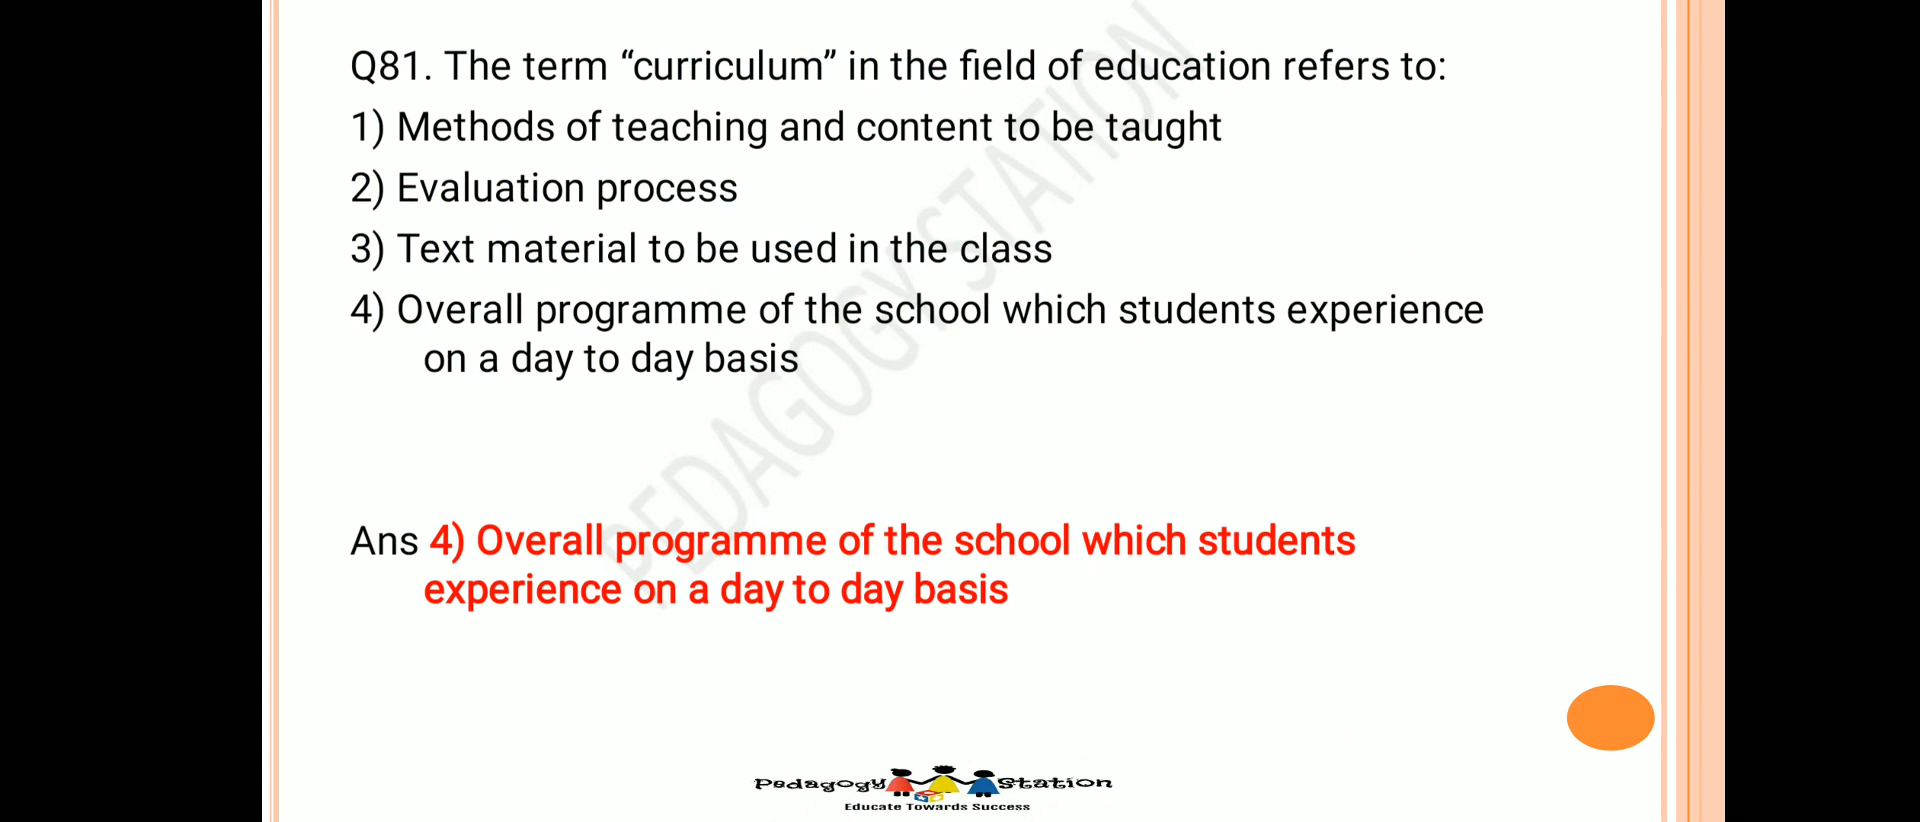 Q81. The term “curriculum” in the field of education refers to:
1) Methods of teaching and content to be taught
2) Evaluation process
3) Text material to be used in the class
4) Overall programme of the school which students experience
on a day to day basis
PEDAGOGY STATION
Ans 4) Overall programme of the school which students
experience on a day to day basis
Pedagogy Station
Educate Towards Success